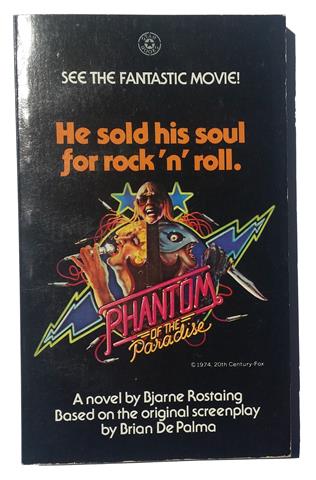 SEE THE FANTASTIC MOVIE!
He sold his soul
for rock 'n' roll.
PHANTOM
OF THE
Paradise
©1974, 20th Century-Fox
A novel by Bjarne Rostaing
Based on the original screenplay
by Brian De Palma